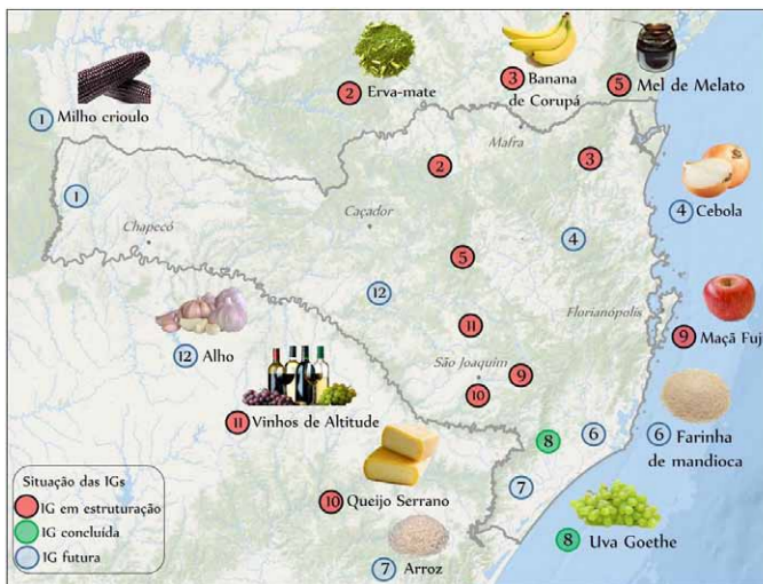 1 Milho crioulo
2 Erva-mate
3 Banana
de Corupá
5 Mel de Melato
Mafra
2
3
1
4 Cebola
Caçador
Chapecó
4
5
12
Florianópolis
12 Alho
11
9 Maçã Fuji
São Joaquim
9
10
11 Vinhos de Altitude
8
6
6 Farinha
de mandioca
7
10 Queijo Serrano
8 Uva Goethe
7 Arroz
Situação das IGs
IG em estruturação
IG concluída
IG futura